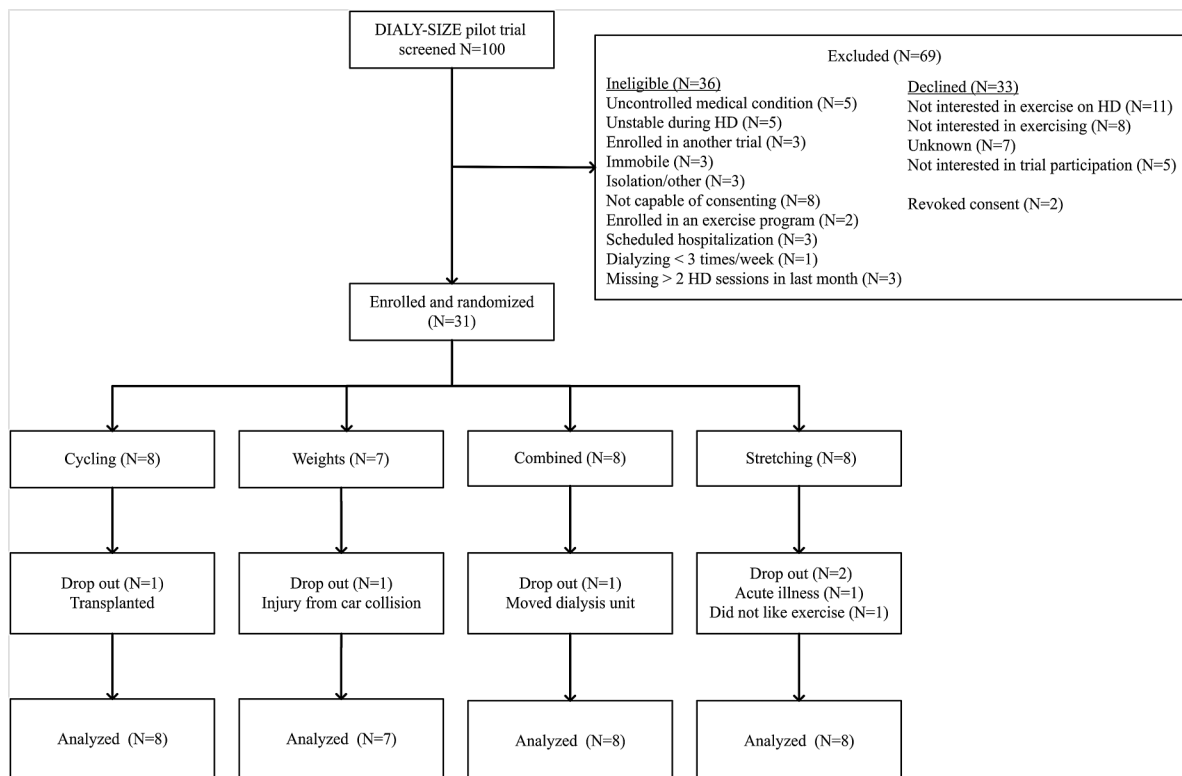 DIALY-SIZE pilot trial
screened N=100
Excluded (N=69)
Ineligible (N=36)
Uncontrolled medical condition (N=5)
Unstable during HD (N=5)
Enrolled in another trial (N=3)
Immobile (N=3)
Isolation/other (N=3)
Not capable of consenting (N=8)
Enrolled in an exercise program (N=2)
Scheduled hospitalization (N=3)
Dialyzing < 3 times/week (N=1)
Missing > 2 HD sessions in last month (N=3)
Declined (N=33)
Not interested in exercise on HD (N=11)
Not interested in exercising (N=8)
Unknown (N=7)
Not interested in trial participation (N=5)
Revoked consent (N=2)
Enrolled and randomized
(N=31)
Cycling (N=8)
Weights (N=7)
Combined (N=8)
Stretching (N=8)
Drop out (N=1)
Transplanted
Drop out (N=1)
Injury from car collision
Drop out (N=1)
Moved dialysis unit
Drop out (N=2)
Acute illness (N=1)
Did not like exercise (N=1)
Analyzed (N=8)
Analyzed (N=7)
Analyzed (N=8)
Analyzed (N=8)